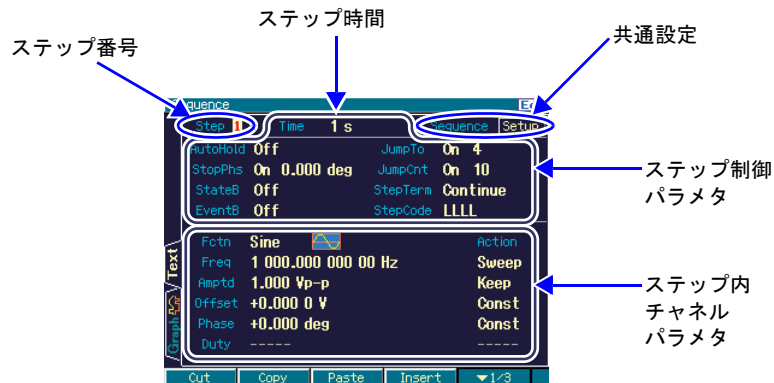 ステップ時間
ステップ番号
共通設定
Sequence
Step 1 Time 1 s Sequence Setup
AutoHold Off JumpTo On 4
StopPhs On 0.000 deg JumpCnt On 10
StateB Off StepTerm Continue
EventB Off StepCode LLLL
ステップ制御
パラメタ
Fctn Sine Action
Freq 1 000.000 000 00 Hz Sweep
Amptd 1.000 Vp-p Keep
Offset +0.000 0 V Const
Phase +0.000 deg Const
Duty ----- -----
Text
Graph
ステップ内
チャネル
パラメタ
Cut Copy Paste Insert ▼1/3